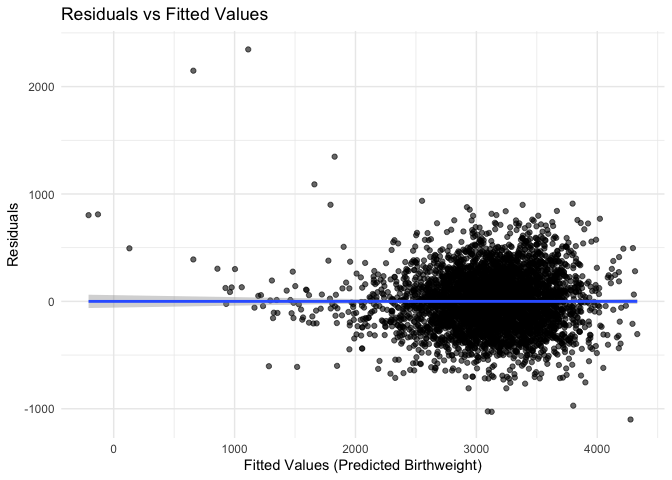 Residuals vs Fitted Values
Residuals
2000
1000
0
-1000
0 1000 2000 3000 4000
Fitted Values (Predicted Birthweight)